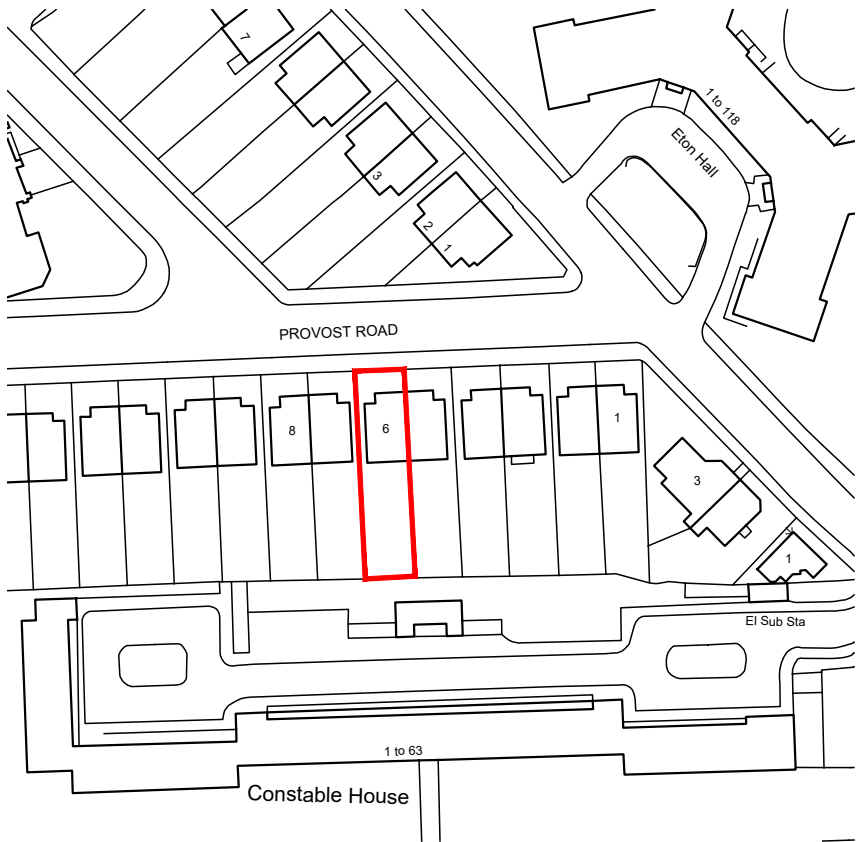 7
1 to 118
Eton Hall
3
2
1
PROVOST ROAD
8
6
1
3
1
El Sub Sta
1 to 63
Constable House